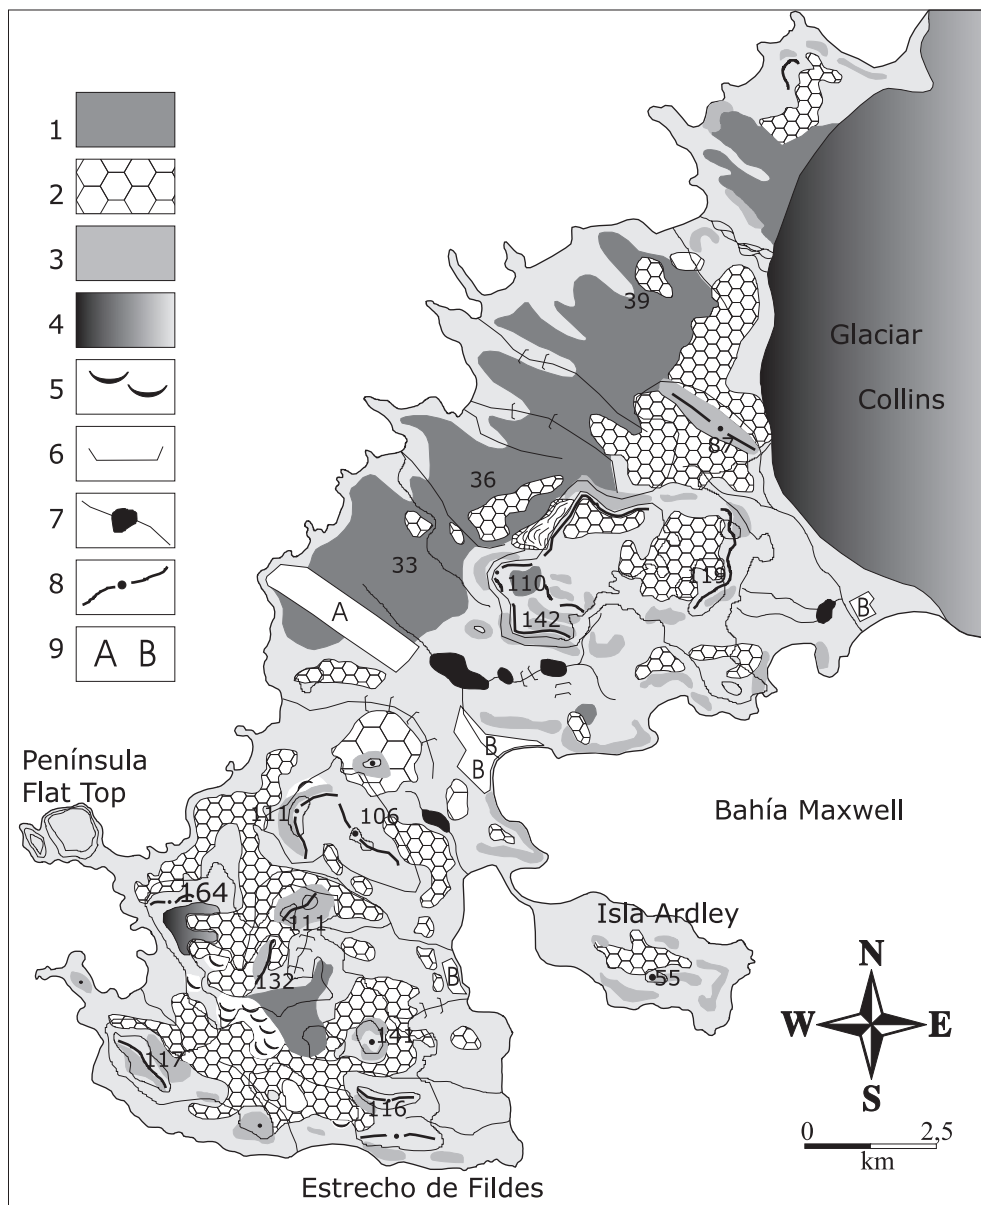 1
2
3
4
5
6
7
8
9
A B
39
Glaciar
Collins
87
36
33
110
119
142
A
B
B
B
Península
Flat Top
Bahía Maxwell
111
106
164
Isla Ardley
111
132
B
55
141
117
116
N
W E
S
0 2,5
km
Estrecho de Fildes